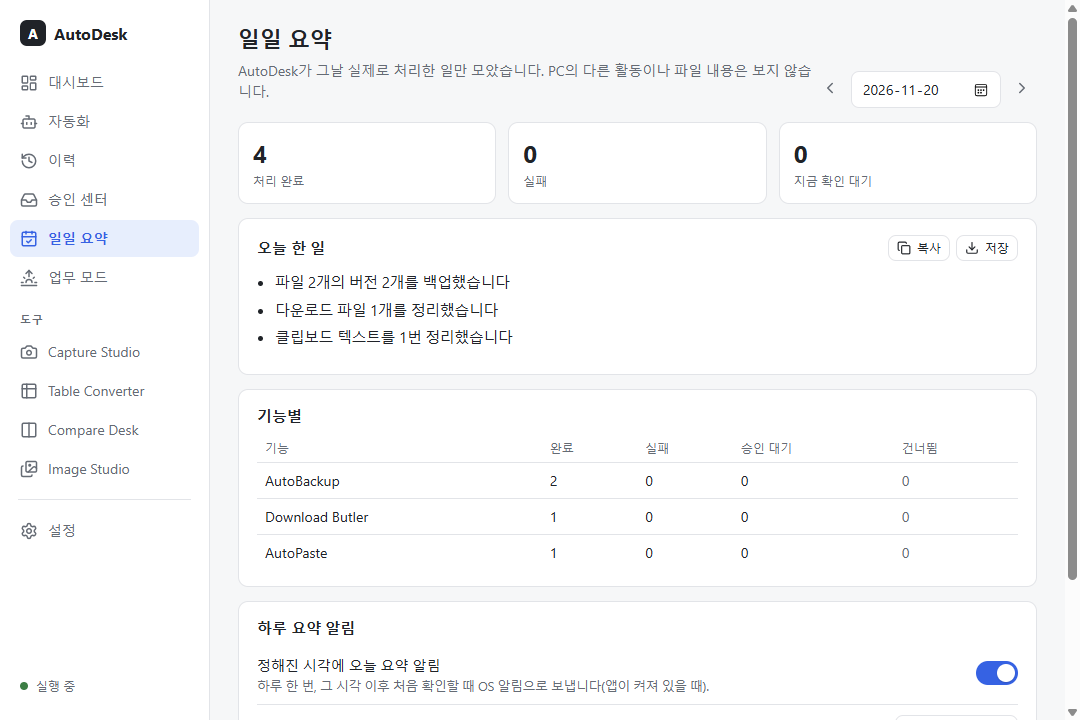 A AutoDesk
대시보드
자동화
이력
승인 센터
일일 요약
업무 모드
도구
Capture Studio
Table Converter
Compare Desk
Image Studio
설정
실행 중
일일 요약
AutoDesk가 그날 실제로 처리한 일만 모았습니다. PC의 다른 활동이나 파일 내용은 보지 않습
니다.
2026-11-20
4
처리 완료
0
실패
0
지금 확인 대기
오늘 한 일
복사 저장
파일 2개의 버전 2개를 백업했습니다
다운로드 파일 1개를 정리했습니다
클립보드 텍스트를 1번 정리했습니다
기능별
기능 완료 실패 승인 대기 건너뜀
AutoBackup 2 0 0 0
Download Butler 1 0 0 0
AutoPaste 1 0 0 0
하루 요약 알림
정해진 시각에 오늘 요약 알림
하루 한 번, 그 시각 이후 처음 확인할 때 OS 알림으로 보냅니다(앱이 켜져 있을 때).